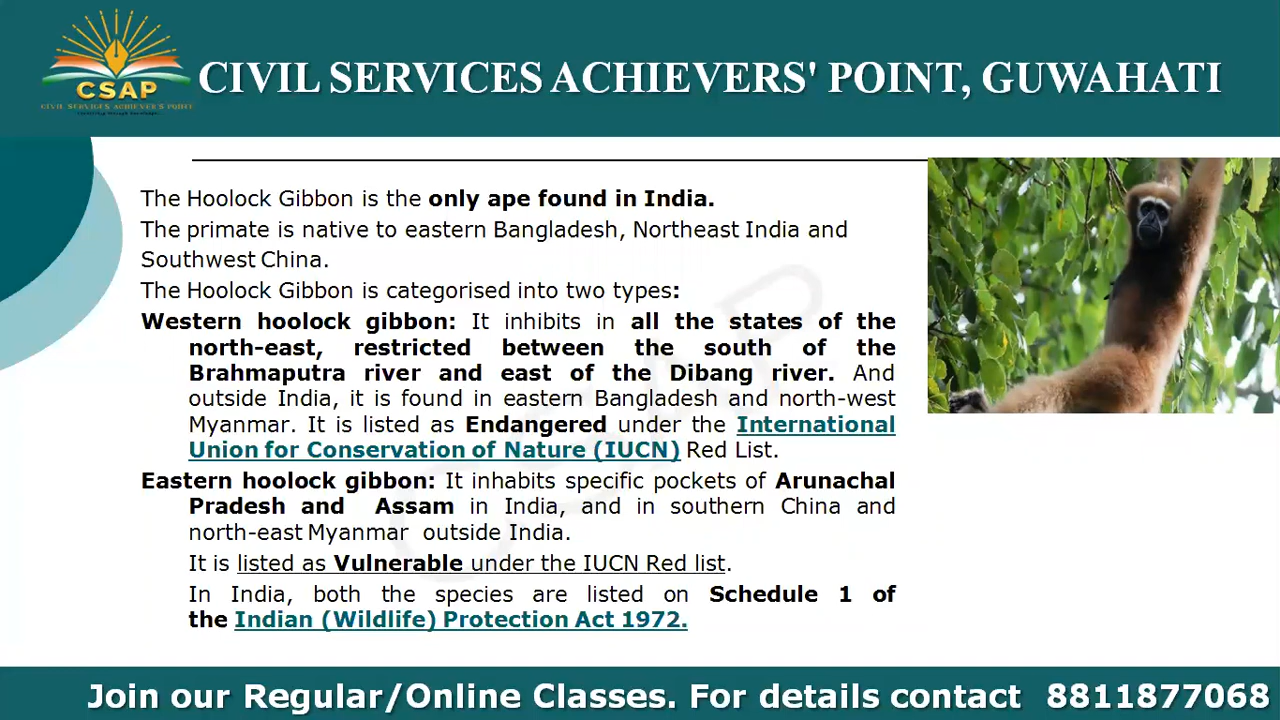 CSAP
CIVIL SERVICES ACHIEVER'S POINT
CIVIL SERVICES ACHIEVERS' POINT, GUWAHATI
The Hoolock Gibbon is the only ape found in India.
The primate is native to eastern Bangladesh, Northeast India and
Southwest China.
The Hoolock Gibbon is categorised into two types:
Western hoolock gibbon: It inhibits in all the states of the
north-east, restricted between the south of the
Brahmaputra river and east of the Dibang river. And
outside India, it is found in eastern Bangladesh and north-west
Myanmar. It is listed as Endangered under the International
Union for Conservation of Nature (IUCN) Red List.
Eastern hoolock gibbon: It inhabits specific pockets of Arunachal
Pradesh and Assam in India, and in southern China and
north-east Myanmar outside India.
It is listed as Vulnerable under the IUCN Red list.
In India, both the species are listed on Schedule 1 of
the Indian (Wildlife) Protection Act 1972.
CSAP
Join our Regular/Online Classes. For details contact 8811877068